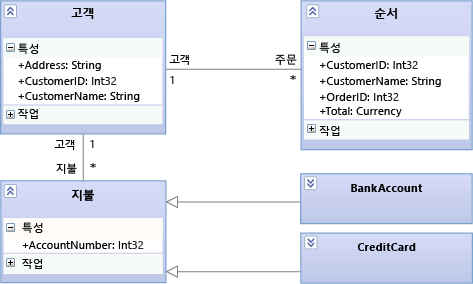 고객
특성
+Address: String
+CustomerID: Int32
+CustomerName: String
작업
고객
주문
1
*
순서
특성
+CustomerID: Int32
+CustomerName: String
+OrderID: Int32
+Total: Currency
작업
고객
1
지불
*
지불
특성
+AccountNumber: Int32
작업
BankAccount
CreditCard